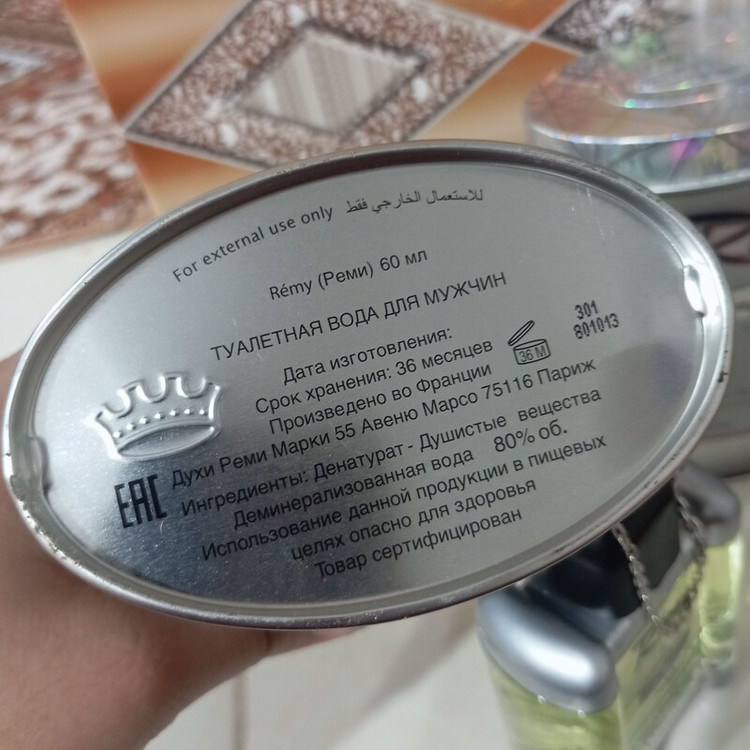 For external use only للاستعمال الخارجي فقط
Rémy (Реми) 60 мл
ТУАЛЕТНАЯ ВОДА ДЛЯ МУЖЧИН
Дата изготовления: 301
Срок хранения: 36 месяцев 36 M 801013
Произведено во Франции
Духи Реми Марки 55 Авеню Марсо 75116 Париж
EAC Ингредиенты: Денатурат - Душистые вещества
Деминерализованная вода 80% об.
Использование данной продукции в пищевых
целях опасно для здоровья
Товар сертифицирован